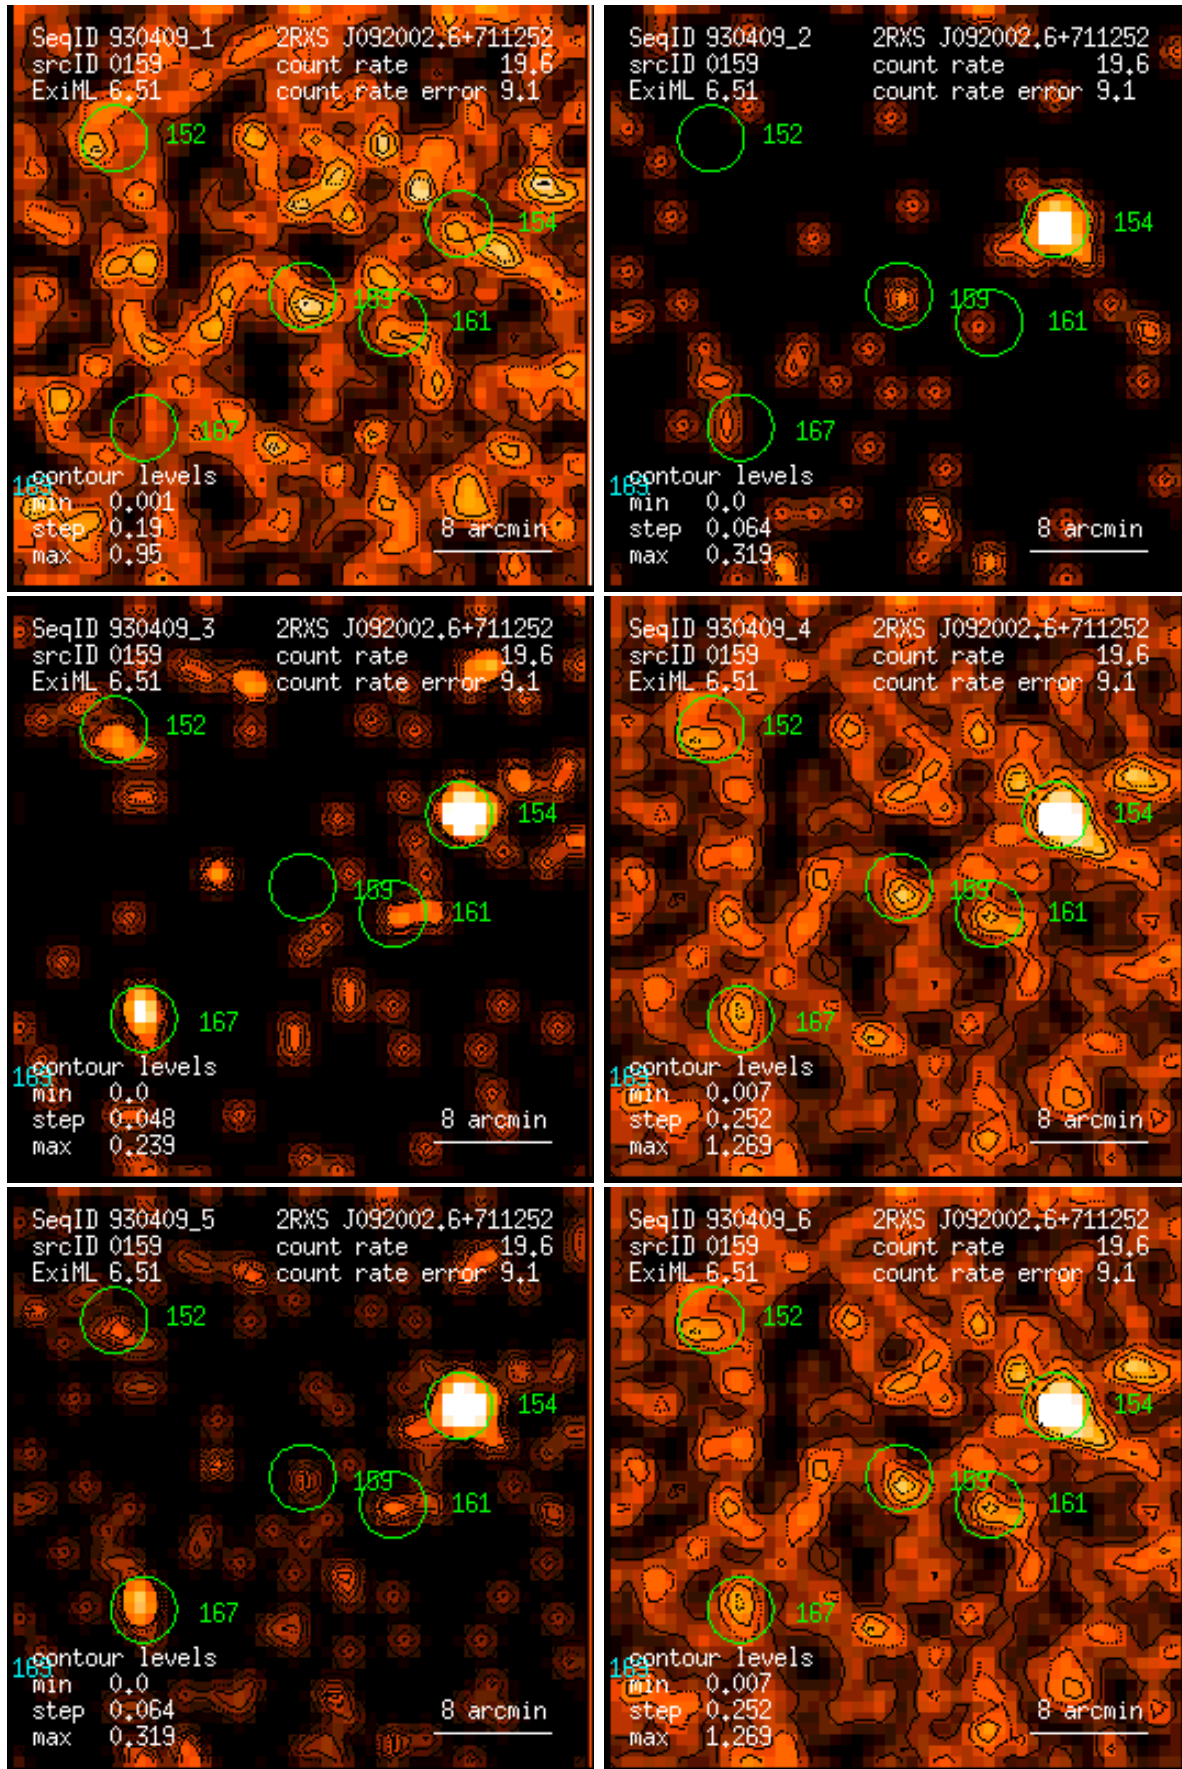 SeqID 930409_1 2RXS J092002.6+711252
srcID 0159 count rate 19.6
ExiML 6.51 count rate error 9.1
152
154
159
161
167
169
contour levels
min 0.001
step 0.19
max 0.95
8 arcmin
SeqID 930409_2 2RXS J092002.6+711252
srcID 0159 count rate 19.6
ExiML 6.51 count rate error 9.1
152
154
159
161
167
169
contour levels
min 0.0
step 0.064
max 0.319
8 arcmin
SeqID 930409_3 2RXS J092002.6+711252
srcID 0159 count rate 19.6
ExiML 6.51 count rate error 9.1
152
154
159
161
167
169
contour levels
min 0.0
step 0.048
max 0.239
8 arcmin
SeqID 930409_4 2RXS J092002.6+711252
srcID 0159 count rate 19.6
ExiML 6.51 count rate error 9.1
152
154
159
161
167
169
contour levels
min 0.007
step 0.252
max 1.269
8 arcmin
SeqID 930409_5 2RXS J092002.6+711252
srcID 0159 count rate 19.6
ExiML 6.51 count rate error 9.1
152
154
159
161
167
169
contour levels
min 0.0
step 0.064
max 0.319
8 arcmin
SeqID 930409_6 2RXS J092002.6+711252
srcID 0159 count rate 19.6
ExiML 6.51 count rate error 9.1
152
154
159
161
167
169
contour levels
min 0.007
step 0.252
max 1.269
8 arcmin